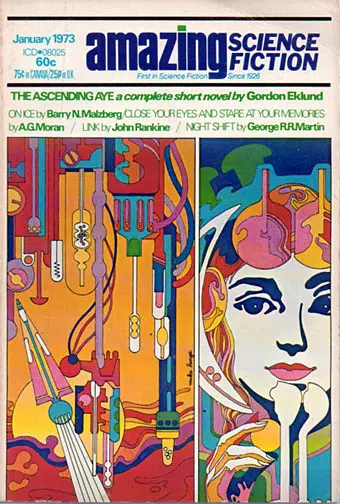 January 1973
ICD•08025
60c
75¢ in CANADA/25p in U.K.
amazing SCIENCE FICTION
First in Science Fiction Since 1926
THE ASCENDING AYE a complete short novel by Gordon Eklund
ON ICE by Barry N. Malzberg/CLOSE YOUR EYES AND STARE AT YOUR MEMORIES
by A.G. Moran / LINK by John Rankine / NIGHT SHIFT by George R.R. Martin